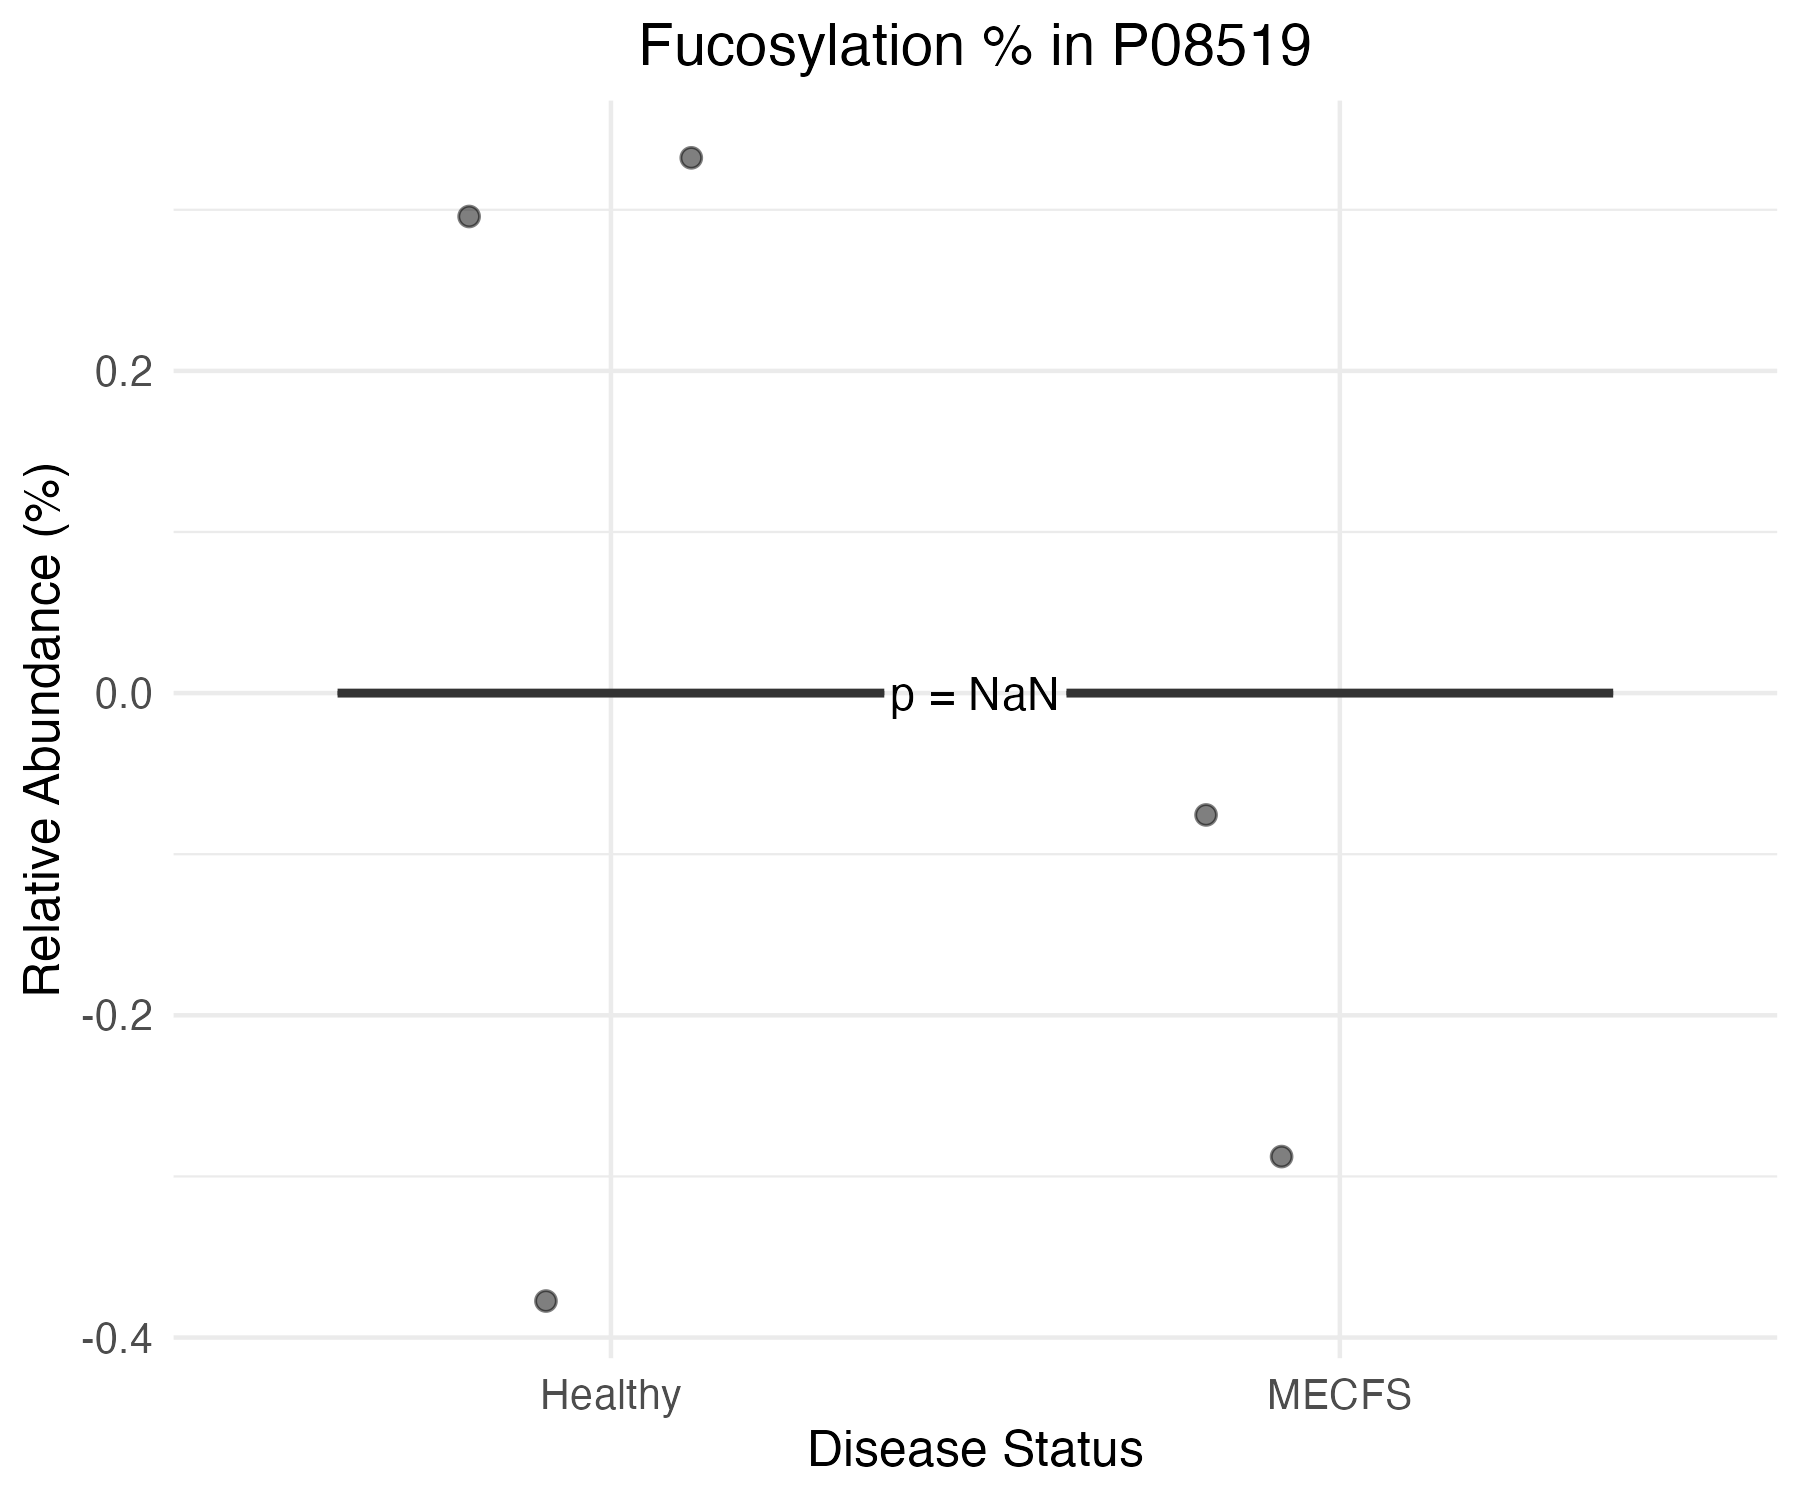 Fucosylation % in P08519
Relative Abundance (%)
0.2
0.0
-0.2
-0.4
p = NaN
Healthy
MECFS
Disease Status